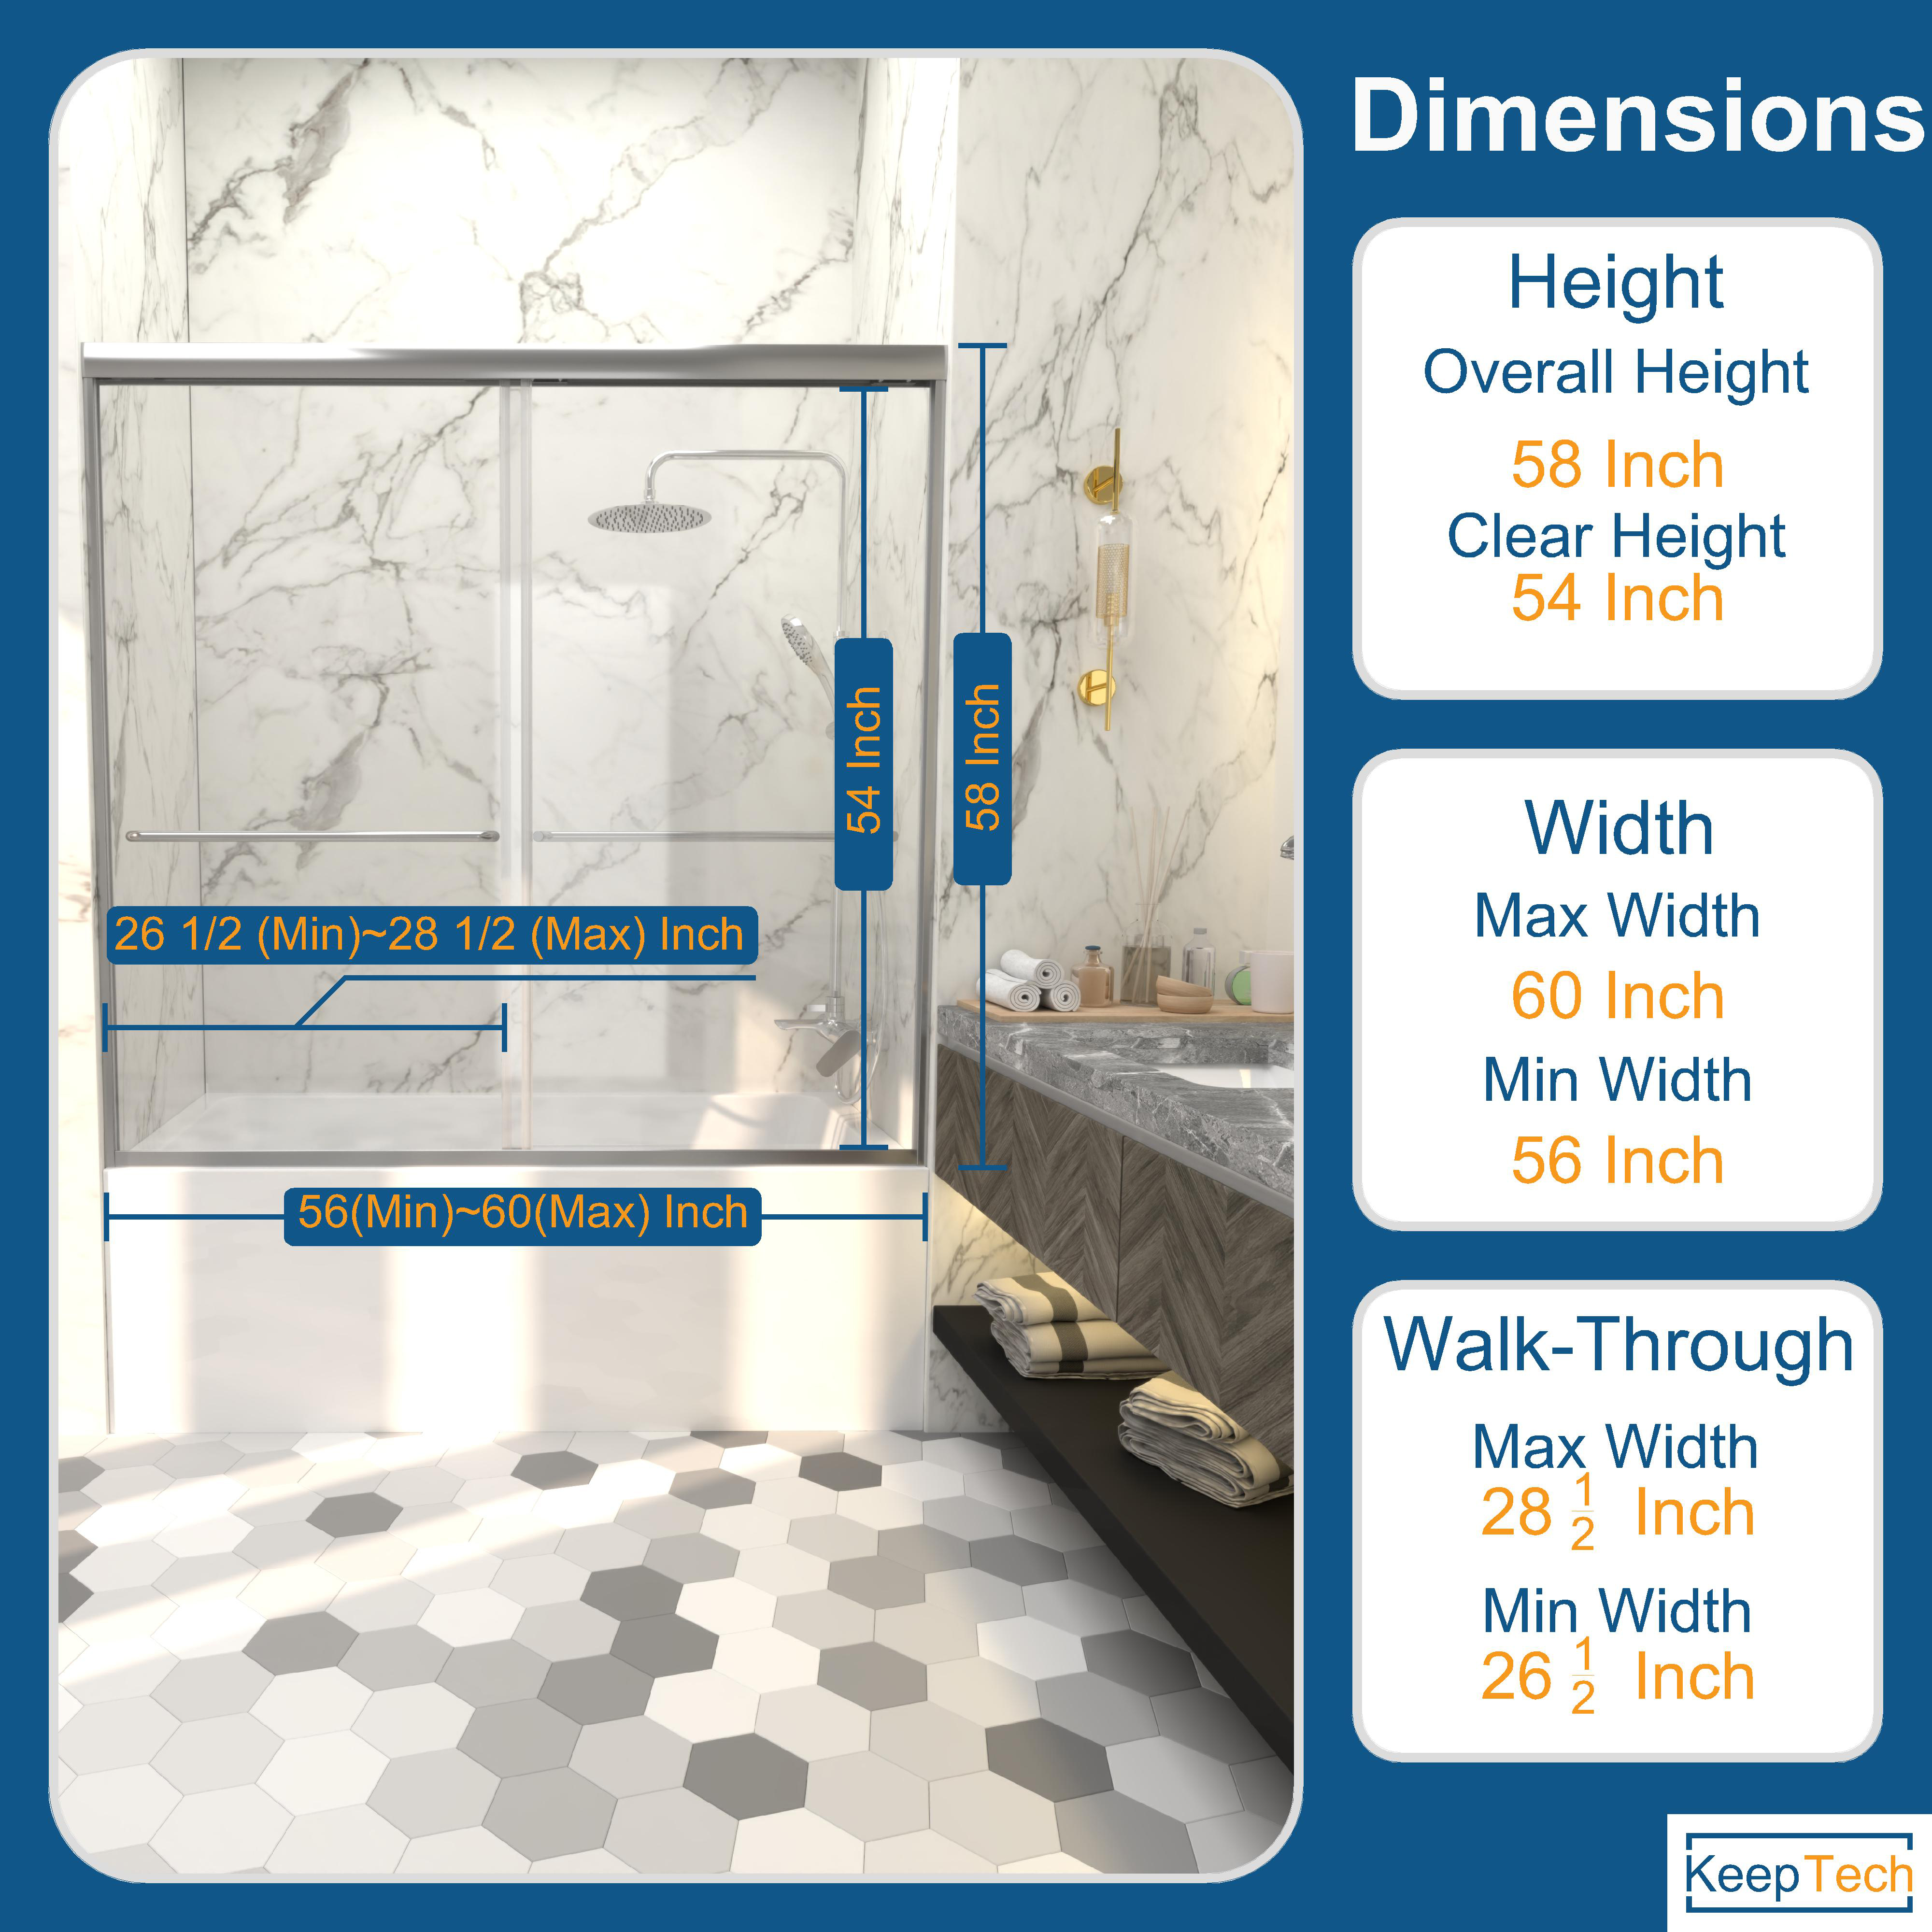 Dimensions
Height
Overall Height
58 Inch
Clear Height
54 Inch
Width
Max Width
60 Inch
Min Width
56 Inch
Walk-Through
Max Width
28 1/2 Inch
Min Width
26 1/2 Inch
54 Inch
58 Inch
26 1/2 (Min)~28 1/2 (Max) Inch
56(Min)~60(Max) Inch
KeepTech